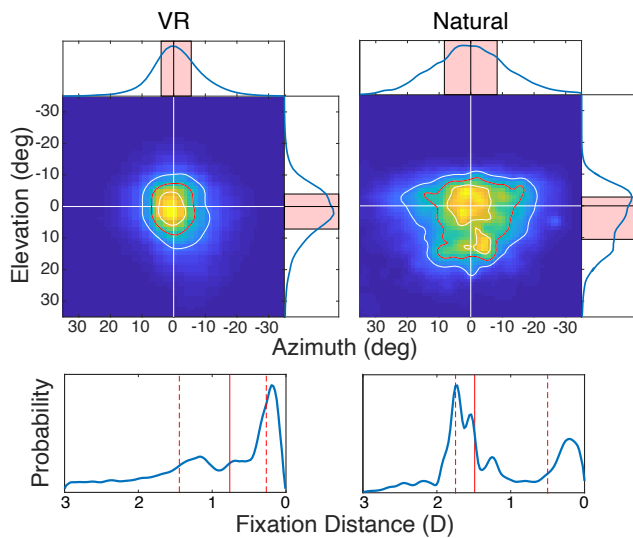 VR
Natural
Elevation (deg)
-30
-20
-10
0
10
20
30
30 20 10 0 -10 -20 -30
30 20 10 0 -10 -20 -30
Azimuth (deg)
Probability
3 2 1 0
3 2 1 0
Fixation Distance (D)